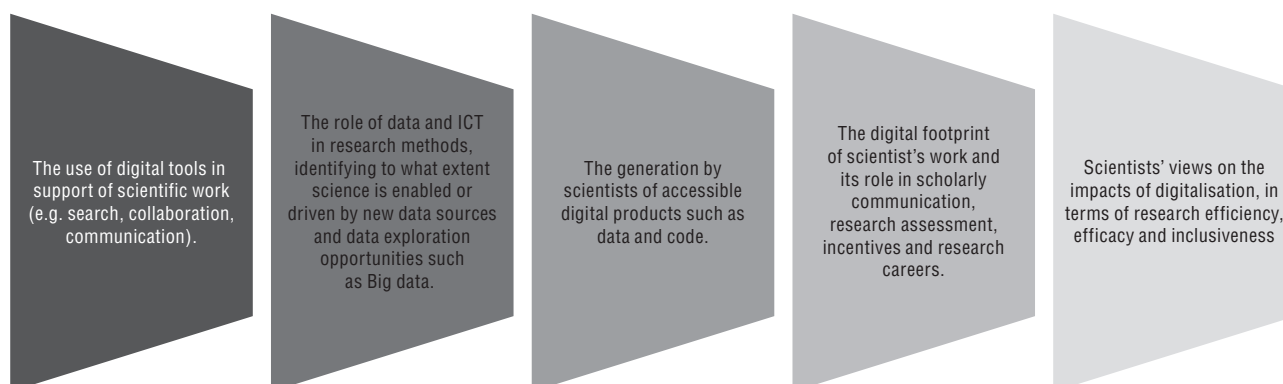 The use of digital tools in
support of scientific work
(e.g. search, collaboration,
communication).
The role of data and ICT
in research methods,
identifying to what extent
science is enabled or
driven by new data sources
and data exploration
opportunities such
as Big data.
The generation by
scientists of accessible
digital products such as
data and code.
The digital footprint
of scientist's work and
its role in scholarly
communication,
research assessment,
incentives and research
careers.
Scientists' views on the
impacts of digitalisation, in
terms of research efficiency,
efficacy and inclusiveness